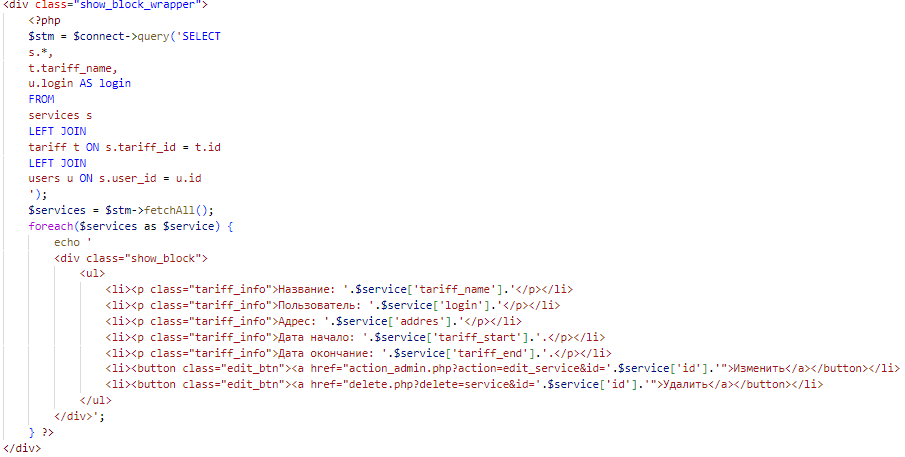 <div class="show_block_wrapper">
<?php
$stm = $connect->query('SELECT
s.*,
t.tariff_name,
u.login AS login
FROM
services s
LEFT JOIN
tariff t ON s.tariff_id = t.id
LEFT JOIN
users u ON s.user_id = u.id
');
$services = $stm->fetchAll();
foreach($services as $service) {
echo '
<div class="show_block">
<ul>
<li><p class="tariff_info">Название: '.$service['tariff_name'].'</p></li>
<li><p class="tariff_info">Пользователь: '.$service['login'].'</p></li>
<li><p class="tariff_info">Адрес: '.$service['addres'].'</p></li>
<li><p class="tariff_info">Дата начало: '.$service['tariff_start'].'.</p></li>
<li><p class="tariff_info">Дата окончание: '.$service['tariff_end'].'.</p></li>
<li><button class="edit_btn"><a href="action_admin.php?action=edit_service&id='.$service['id'].'">Изменить</a></button></li>
<li><button class="edit_btn"><a href="delete.php?delete=service&id='.$service['id'].'">Удалить</a></button></li>
</ul>
</div>';
} ?>
</div>